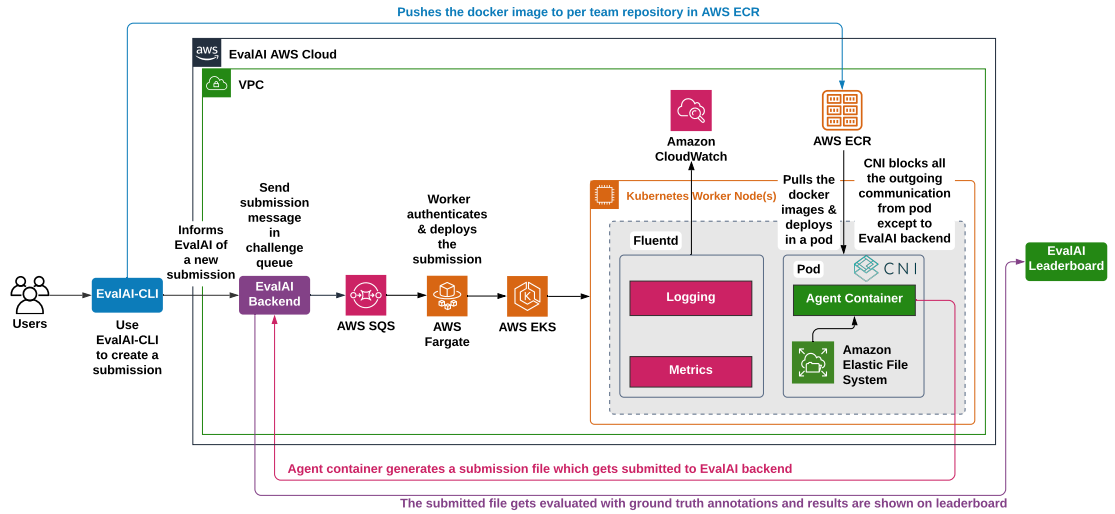 Pushes the docker image to per team repository in AWS ECR
aws
EvalAI AWS Cloud
VPC
Amazon
CloudWatch
AWS ECR
Kubernetes Worker Node(s)
Pulls the
docker
images &
deploys
in a pod
CNI blocks all
the outgoing
communication
from pod
except to
EvalAI backend
Users
EvalAI-CLI
Use
EvalAI-CLI
to create a
submission
Informs
EvalAI of
a new
submission
EvalAI
Backend
Send
submission
message
in
challenge
queue
AWS SQS
Worker
authenticates
& deploys
the
submission
AWS
Fargate
K
AWS EKS
Fluentd
Logging
Metrics
Pod
CNI
Agent Container
Amazon
Elastic File
System
EvalAI
Leaderboard
Agent container generates a submission file which gets submitted to EvalAI backend
The submitted file gets evaluated with ground truth annotations and results are shown on leaderboard